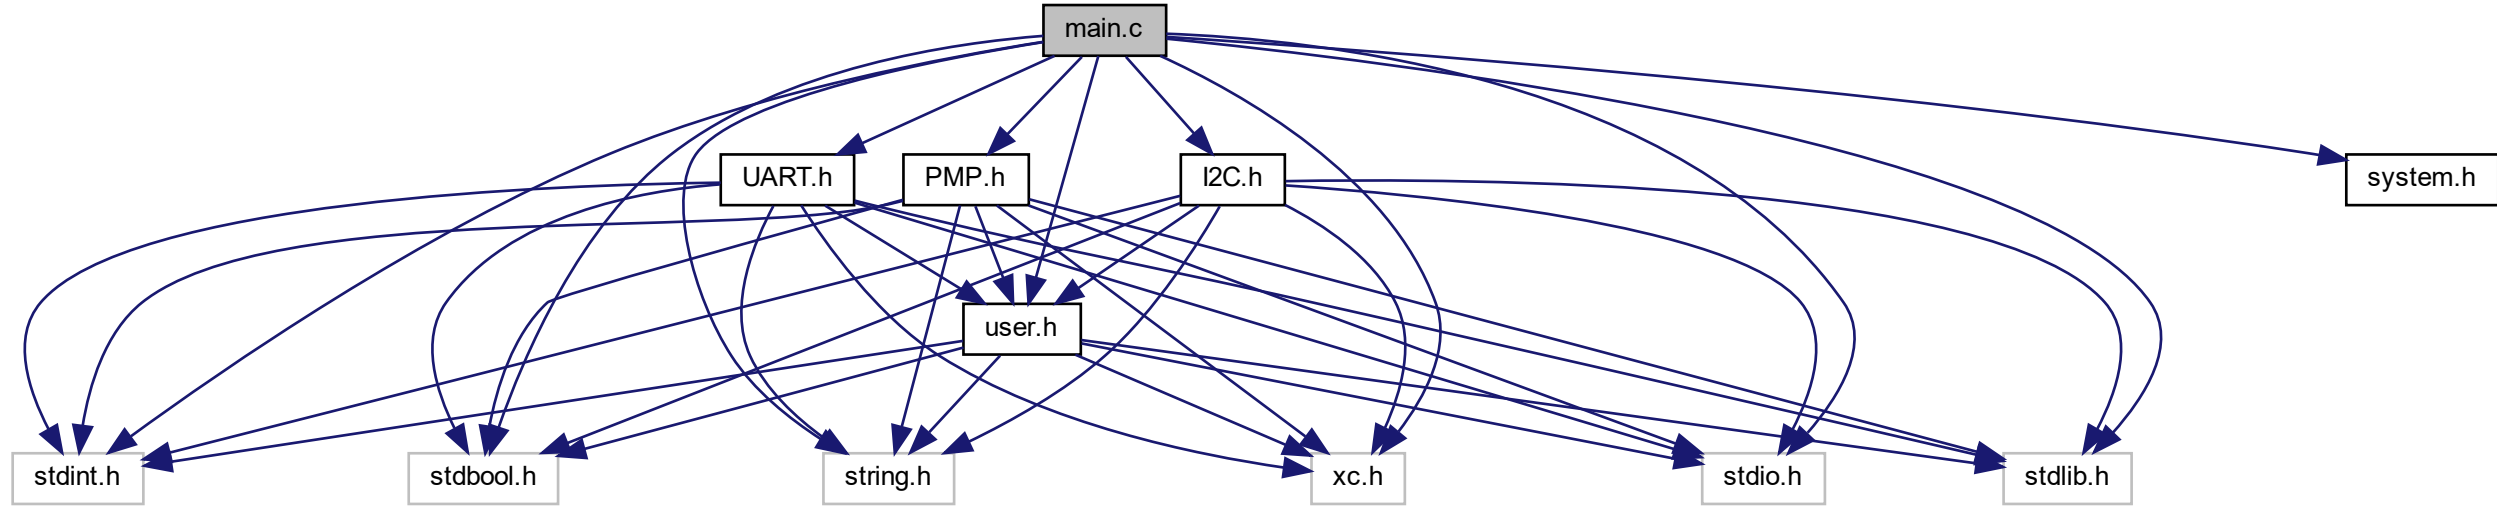 main.c
UART.h
PMP.h
I2C.h
system.h
user.h
stdint.h
stdbool.h
string.h
xc.h
stdio.h
stdlib.h